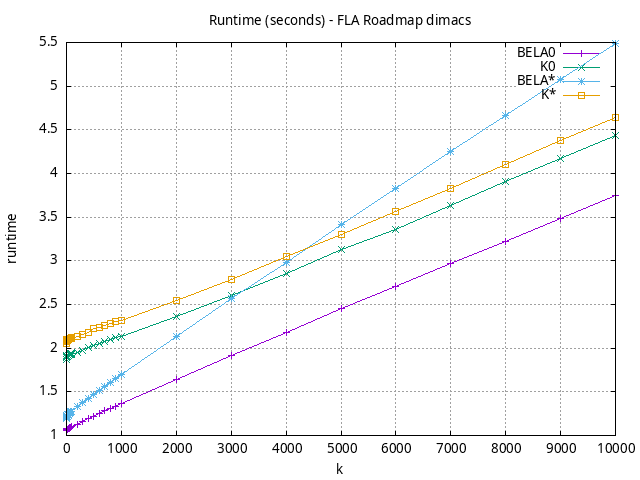 Runtime (seconds) - FLA Roadmap dimacs
5.5
5
4.5
4
3.5
3
2.5
2
1.5
1
runtime
BELA0
K0
BELA*
K*
0 1000 2000 3000 4000 5000 6000 7000 8000 9000 10000
k